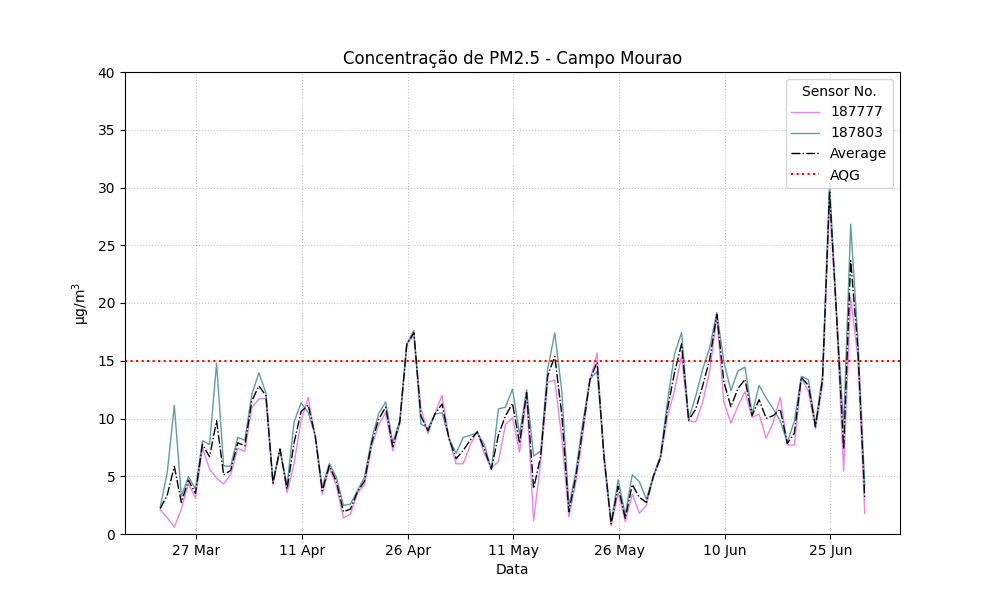 Concentração de PM2.5 - Campo Mourao
40
35
30
25
20
15
10
5
0
µg/m³
Sensor No.
187777
187803
Average
AQG
27 Mar
11 Apr
26 Apr
11 May
26 May
10 Jun
25 Jun
Data